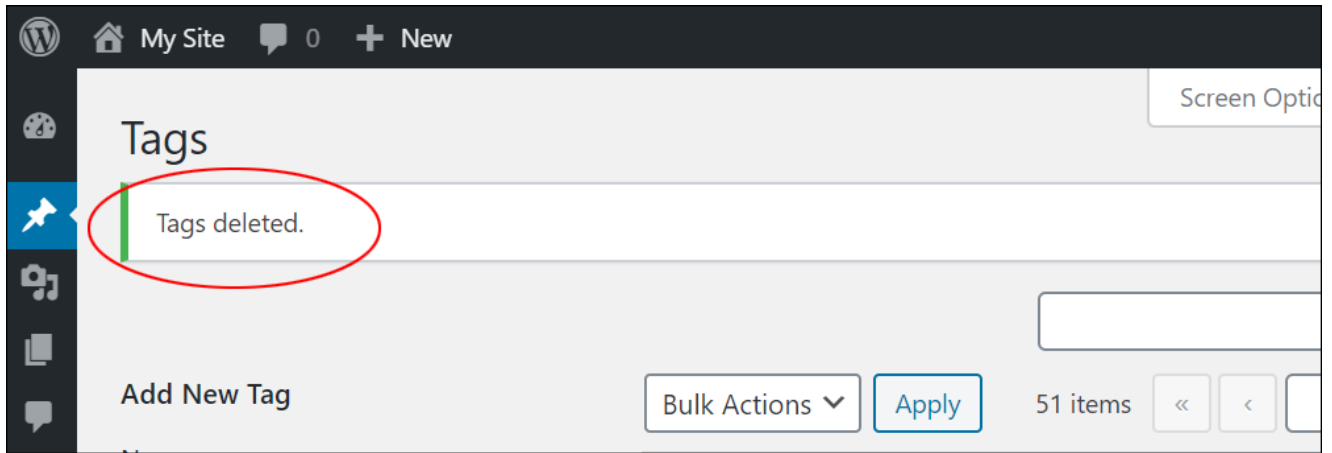 My Site 0 New
Screen Optio
Tags
Tags deleted.
Add New Tag
Bulk Actions Apply 51 items « ‹